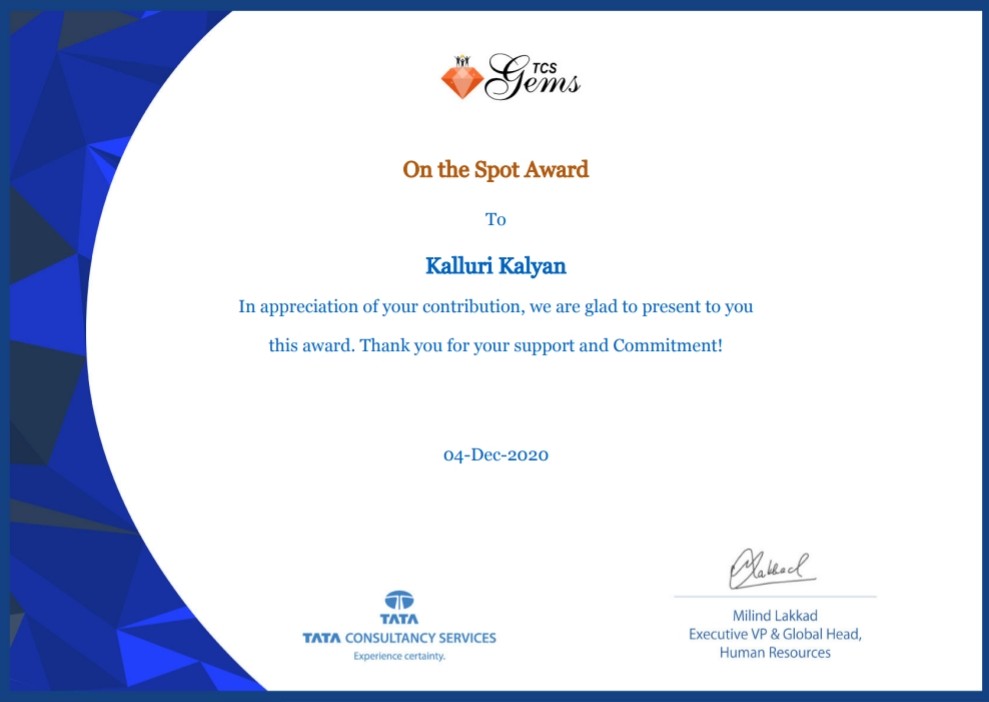 TCS
Gems
On the Spot Award
To
Kalluri Kalyan
In appreciation of your contribution, we are glad to present to you
this award. Thank you for your support and Commitment!
04-Dec-2020
Lakkad
TATA
TATA CONSULTANCY SERVICES
Experience certainty.
Milind Lakkad
Executive VP & Global Head,
Human Resources